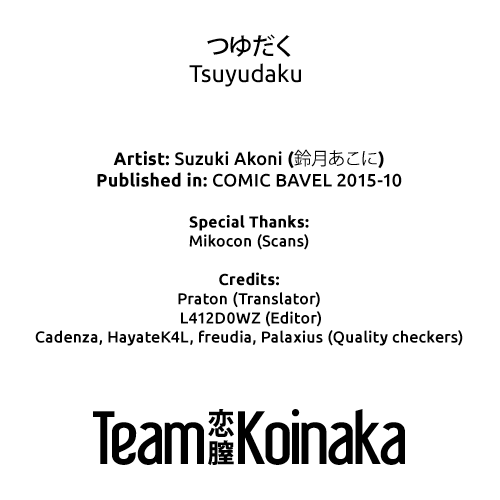 つゆだく
Tsuyudaku
Artist: Suzuki Akoni (鈴月あこに)
Published in: COMIC BAVEL 2015-10
Special Thanks:
Mikocon (Scans)
Credits:
Praton (Translator)
L412D0WZ (Editor)
Cadenza, HayateK4L, freudia, Palaxius (Quality checkers)
Team恋膣Koinaka